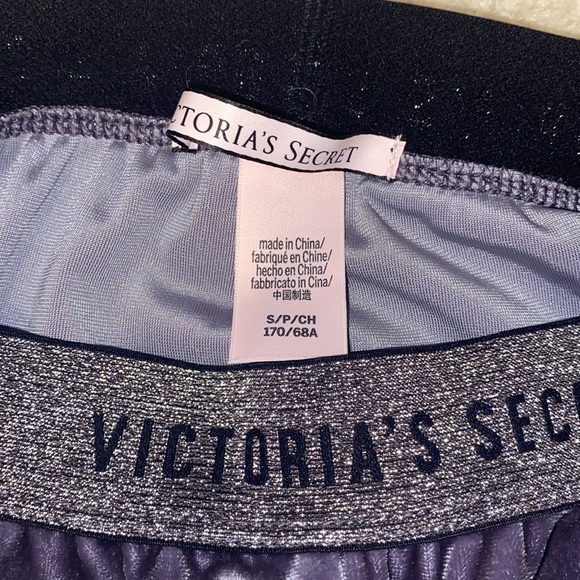 CTORIA'S SECRET
made in China/
fabriqué en Chine/
hecho en China/
fabbricato in Cina/
中国制造
S/P/CH
170/68A
VICTORIA'S SEC